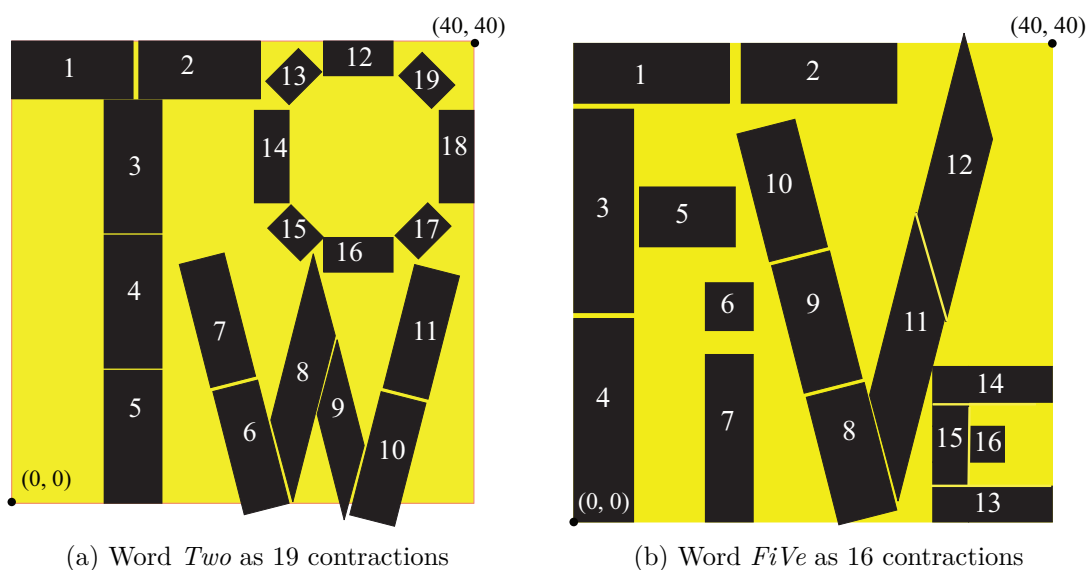 (40, 40)
1 2 13 12 19
3 14 18
4 15 16 17
7 8 11
5 6 9 10
(0, 0)
(a) Word Two as 19 contractions
(40, 40)
1 2
10 12
3 5
9 6 11
4 7 8 14
15 16
(0, 0) 13
(b) Word FiVe as 16 contractions